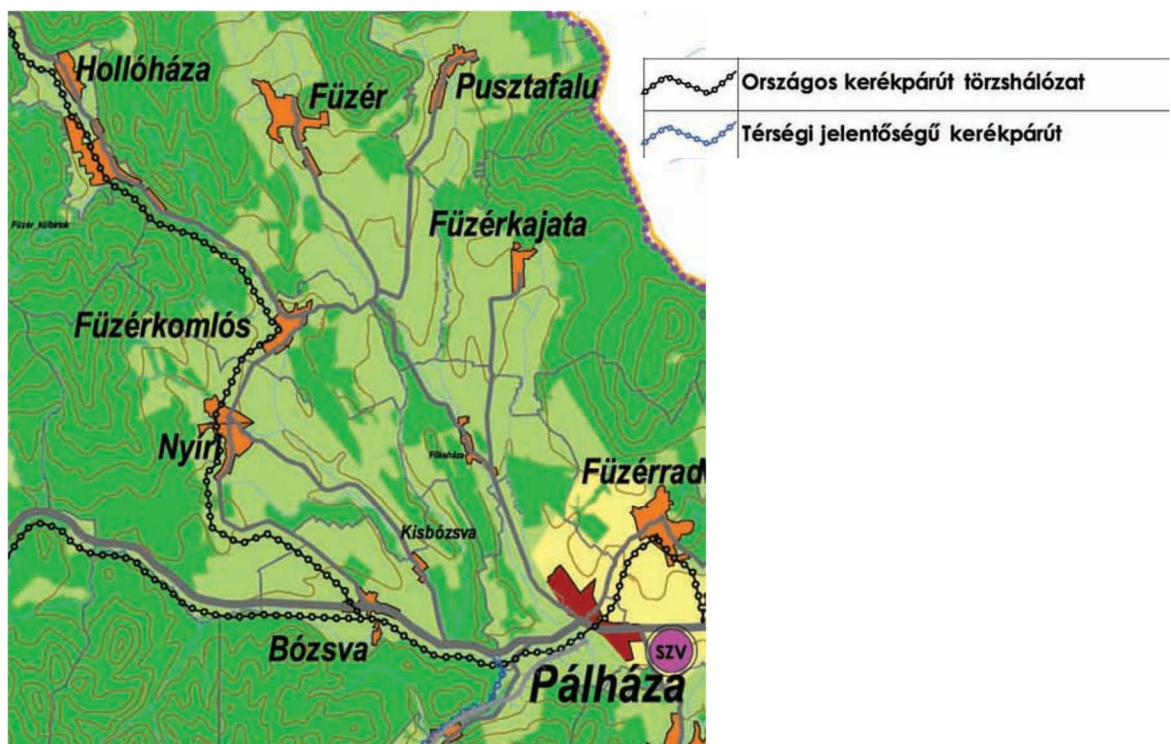 Hollóháza
Füzér
Pusztafalu
Országos kerékpárút törzshálózat
Térségi jelentőségű kerékpárút
Füzérkajata
Füzérkomlós
Nyíri
Filkeháza
Füzérrad
Kisbózsva
Bózsva
SZV
Pálháza